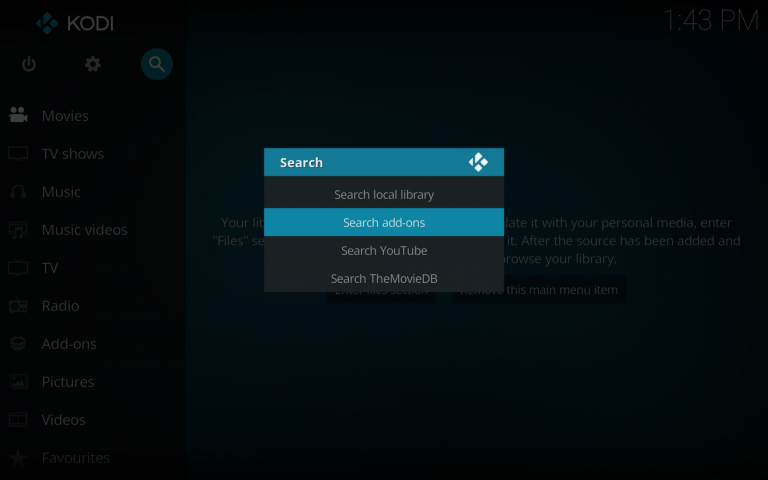 KODI
1:43 PM
Movies
TV shows
Music
Music videos
TV
Radio
Add-ons
Pictures
Videos
Favourites
Search
Search local library
Search add-ons
Search YouTube
Search TheMovieDB
Your lib late it with your personal media, enter
"Files" se it. After the source has been added and
rowse your library.
Enter files section
Remove this main menu item